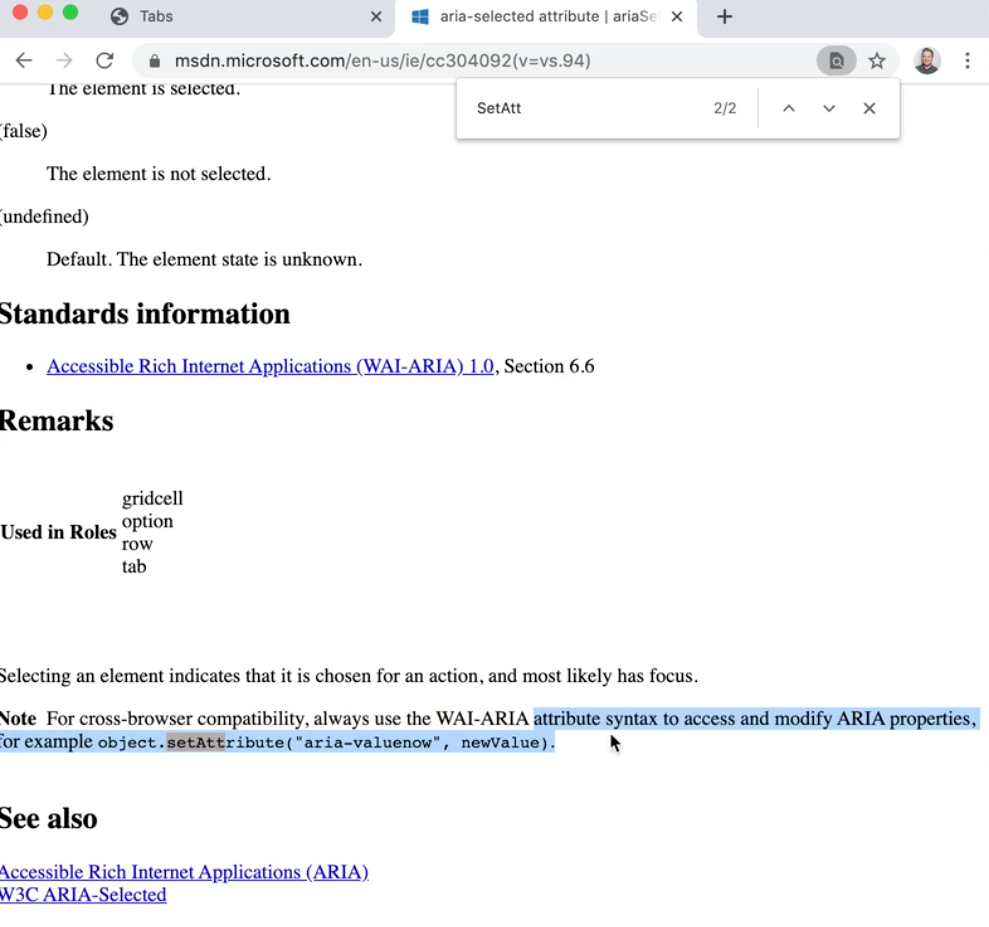 Tabs
aria-selected attribute | ariaSel
msdn.microsoft.com/en-us/ie/cc304092(v=vs.94)
SetAtt 2/2
The element is selected.
(false)
The element is not selected.
(undefined)
Default. The element state is unknown.
Standards information
• Accessible Rich Internet Applications (WAI-ARIA) 1.0, Section 6.6
Remarks
gridcell
option
Used in Roles
row
tab
Selecting an element indicates that it is chosen for an action, and most likely has focus.
Note For cross-browser compatibility, always use the WAI-ARIA attribute syntax to access and modify ARIA properties,
for example object.setAttribute("aria-valuenow", newValue).
See also
Accessible Rich Internet Applications (ARIA)
W3C ARIA-Selected